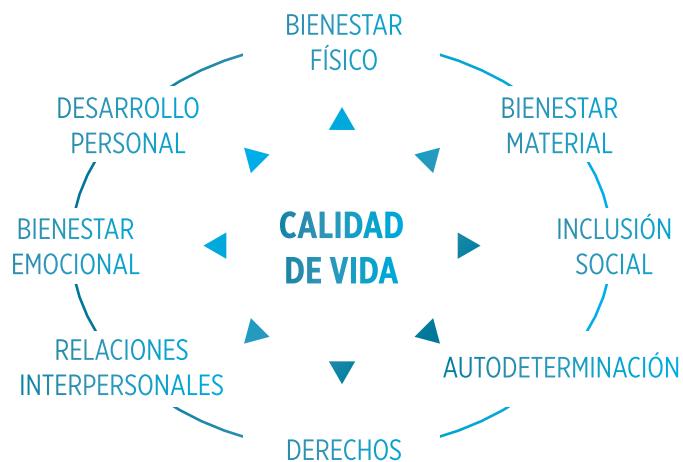 BIENESTAR
FÍSICO
BIENESTAR
MATERIAL
INCLUSIÓN
SOCIAL
AUTODETERMINACIÓN
DERECHOS
RELACIONES
INTERPERSONALES
BIENESTAR
EMOCIONAL
DESARROLLO
PERSONAL
CALIDAD
DE VIDA